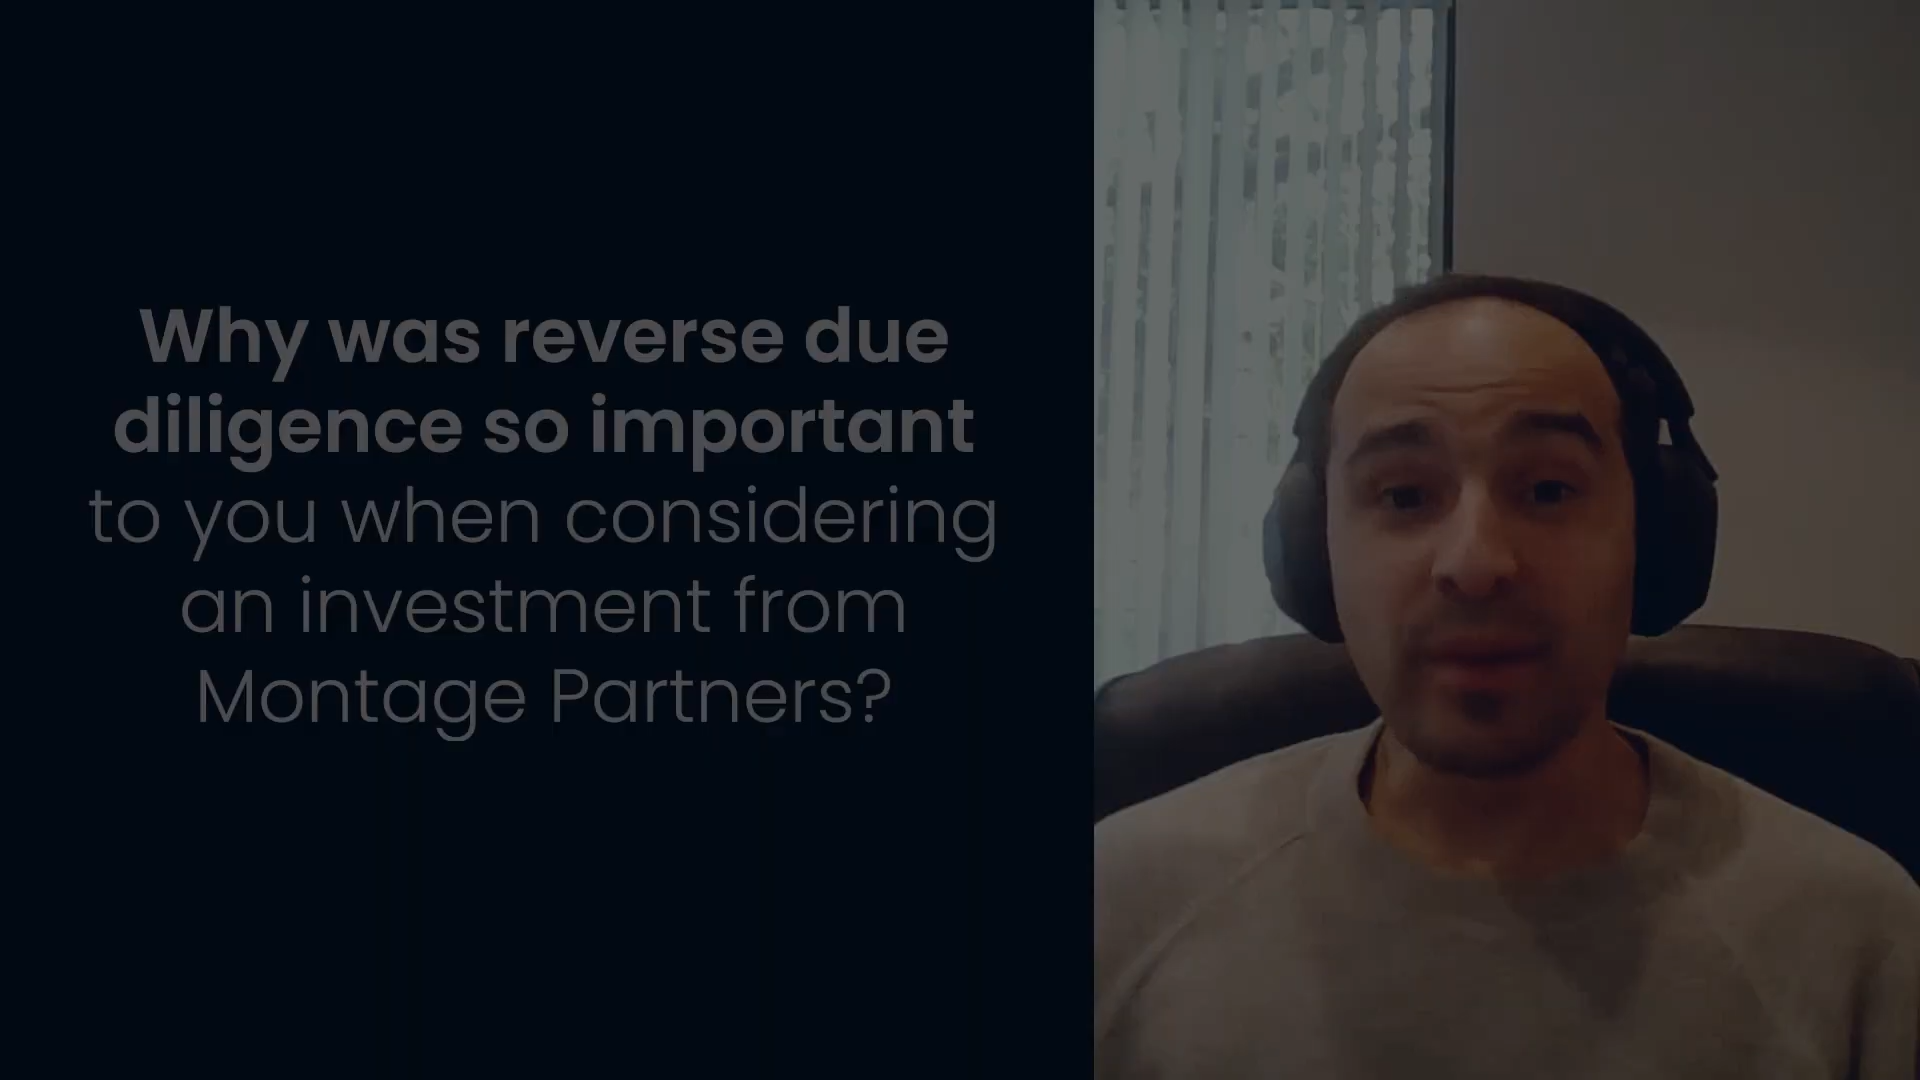 Why was reverse due
diligence so important
to you when considering
an investment from
Montage Partners?